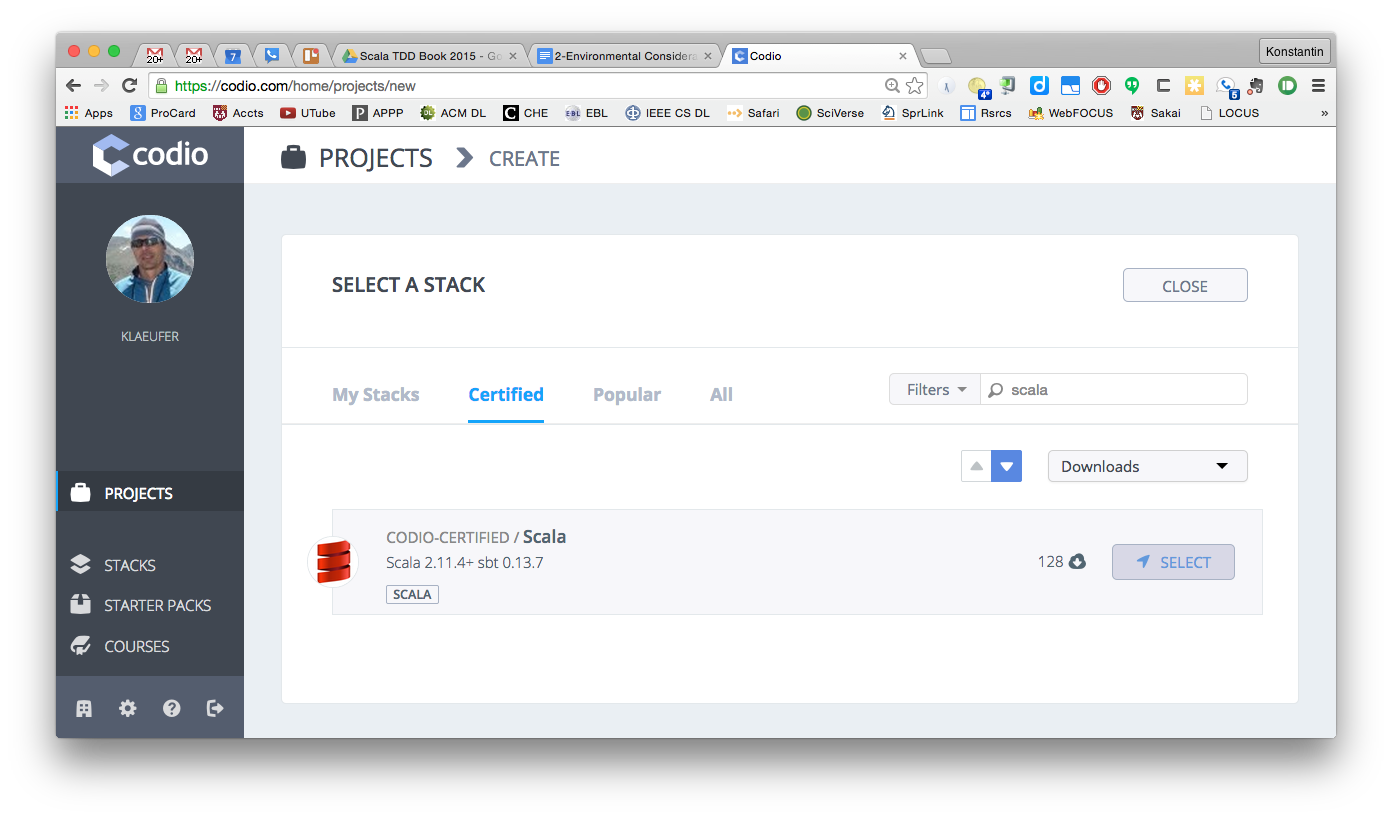 20+
20+
7
Scala TDD Book 2015 - Go
2-Environmental Considera
Codio
Konstantin
https://codio.com/home/projects/new
4+
5
Apps
ProCard
Accts
UTube
APPP
ACM DL
CHE
EBL
IEEE CS DL
Safari
SciVerse
SprLink
Rsrcs
WebFOCUS
Sakai
LOCUS
»
codio
PROJECTS
CREATE
KLAEUFER
SELECT A STACK
CLOSE
My Stacks
Certified
Popular
All
Filters
scala
Downloads
PROJECTS
CODIO-CERTIFIED / Scala
Scala 2.11.4+ sbt 0.13.7
SCALA
128
SELECT
STACKS
STARTER PACKS
COURSES